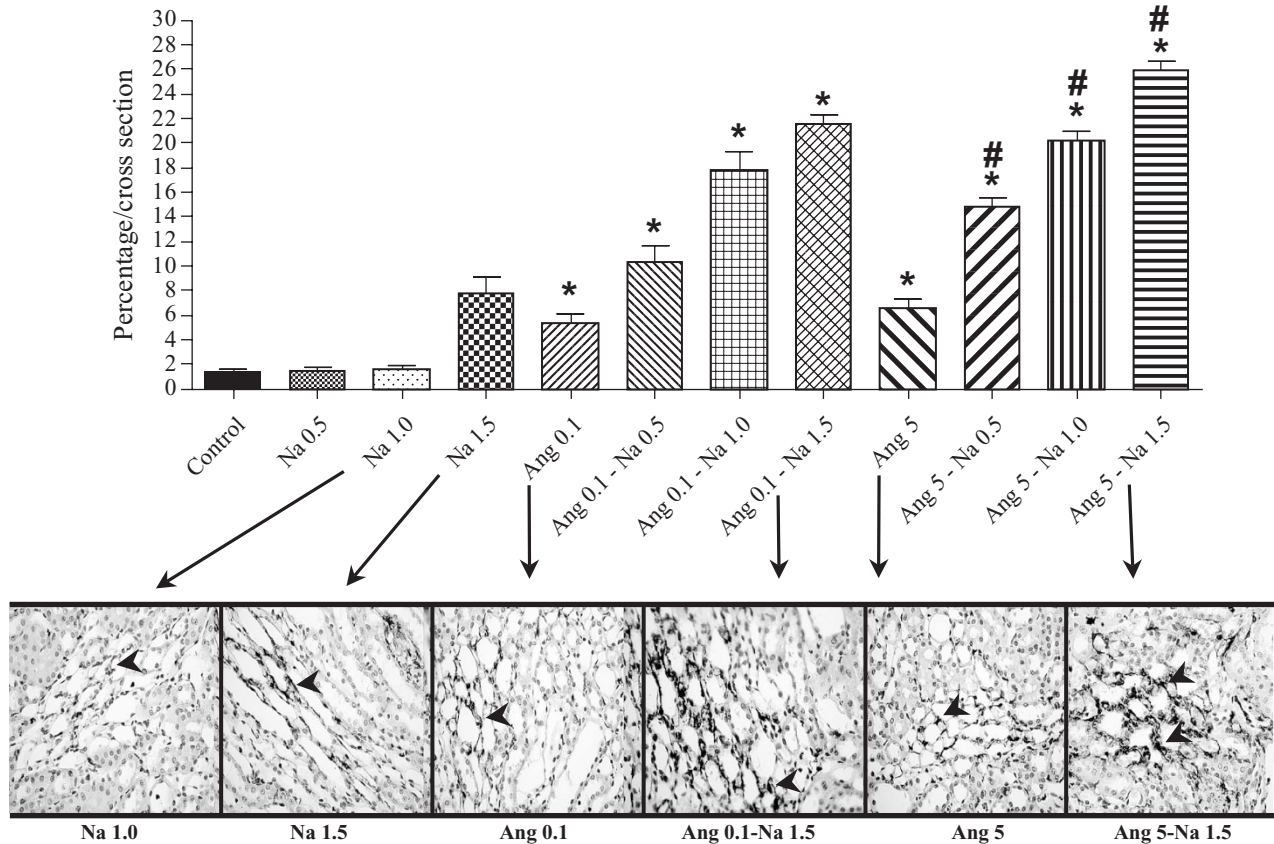 30
28
26
24
22
20
18
16
14
12
10
8
6
4
2
0
Percentage/cross section
*
*
*
*
*
#
*
#
*
#
*
Control
Na 0.5
Na 1.0
Na 1.5
Ang 0.1
Ang 0.1 - Na 0.5
Ang 0.1 - Na 1.0
Ang 0.1 - Na 1.5
Ang 5
Ang 5 - Na 0.5
Ang 5 - Na 1.0
Ang 5 - Na 1.5
Na 1.0
Na 1.5
Ang 0.1
Ang 0.1-Na 1.5
Ang 5
Ang 5-Na 1.5